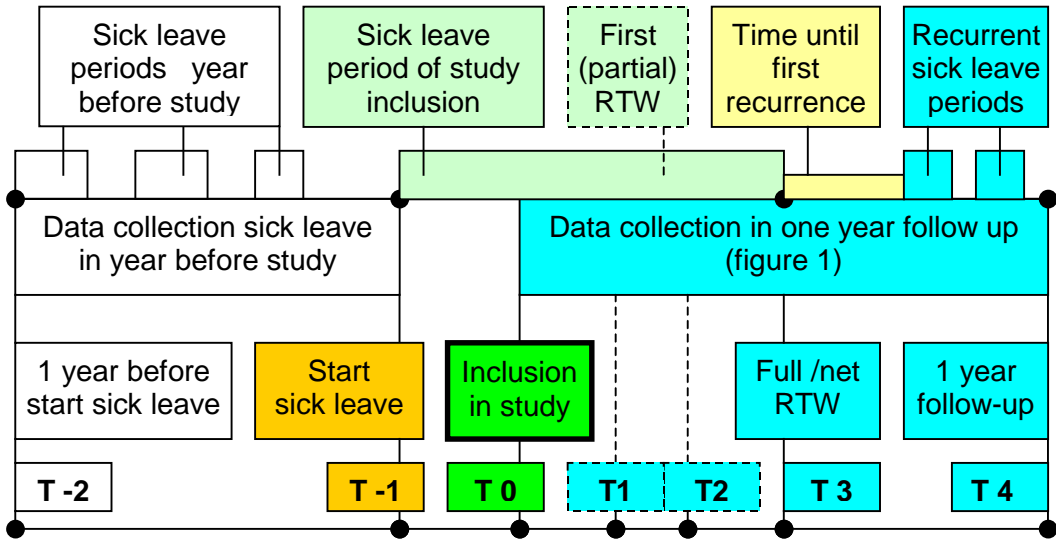 Sick leave
periods year
before study
Sick leave
period of study
inclusion
First
(partial)
RTW
Time until
first
recurrence
Recurrent
sick leave
periods
Data collection sick leave
in year before study
Data collection in one year follow up
(figure 1)
1 year before
start sick leave
Start
sick leave
Inclusion
in study
Full /net
RTW
1 year
follow-up
T -2
T -1
T 0
T1
T2
T 3
T 4